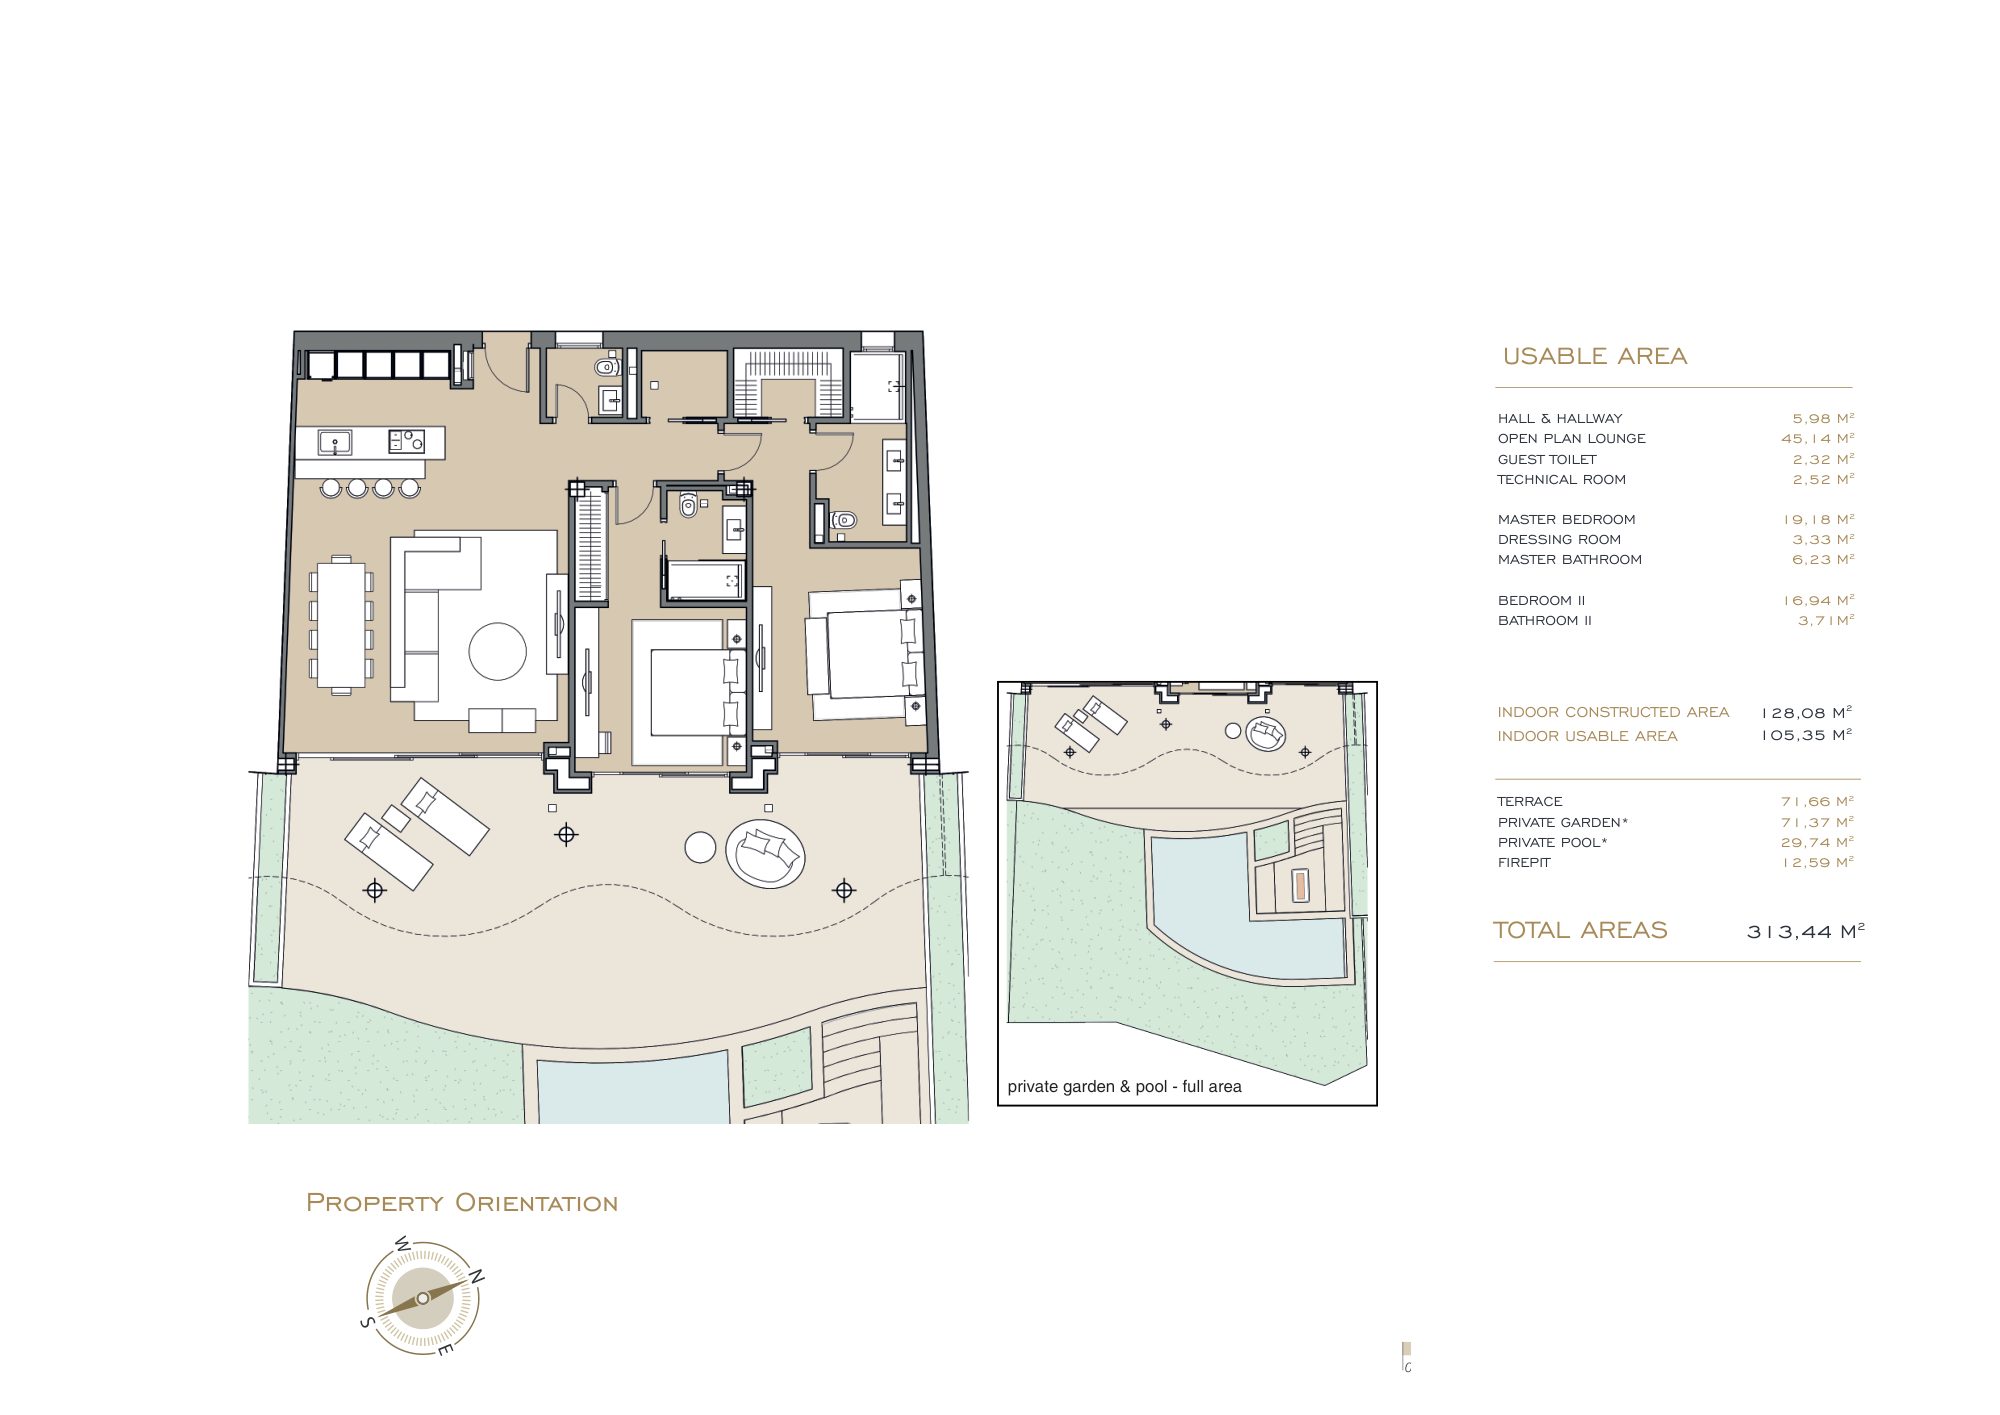 USABLE AREA
HALL & HALLWAY 5,98 M²
OPEN PLAN LOUNGE 45,14 M²
GUEST TOILET 2,32 M²
TECHNICAL ROOM 2,52 M²
MASTER BEDROOM 19,18 M²
DRESSING ROOM 3,33 M²
MASTER BATHROOM 6,23 M²
BEDROOM II 16,94 M²
BATHROOM II 3,71M²
INDOOR CONSTRUCTED AREA 128,08 M²
INDOOR USABLE AREA 105,35 M²
TERRACE 71,66 M²
PRIVATE GARDEN* 71,37 M²
PRIVATE POOL* 29,74 M²
FIREPIT 12,59 M²
TOTAL AREAS 313,44 M²
private garden & pool - full area
PROPERTY ORIENTATION
W
N
S
E